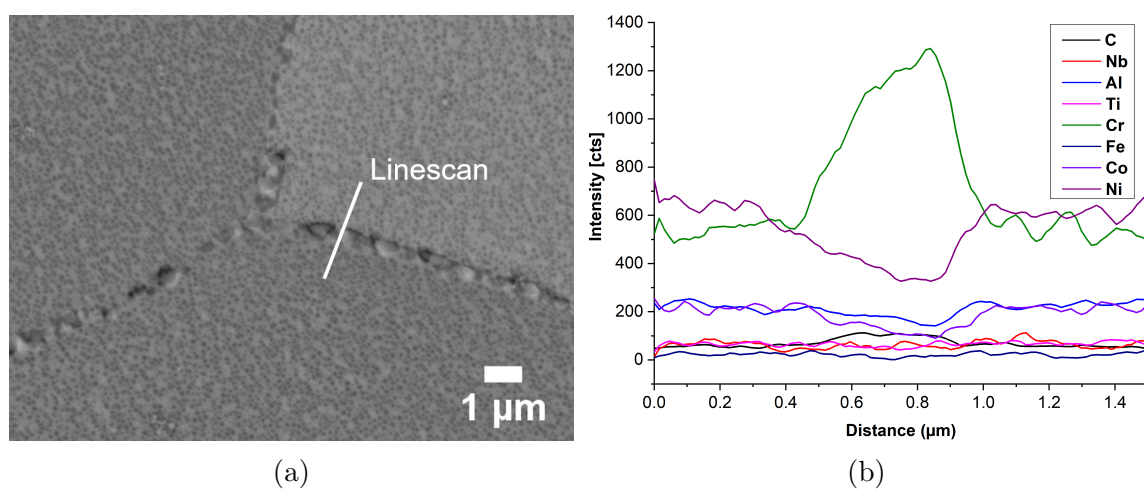 Linescan
1 µm
(a)
1400
1200
1000
800
600
400
200
0
Intensity [cts]
0.0 0.2 0.4 0.6 0.8 1.0 1.2 1.4
Distance (µm)
C
Nb
Al
Ti
Cr
Fe
Co
Ni
(b)